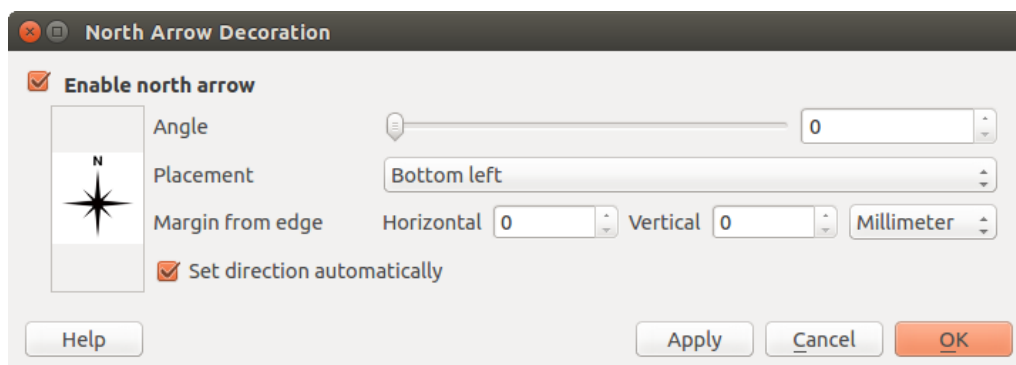 North Arrow Decoration
Enable north arrow
Angle 0
N
Placement Bottom left
Margin from edge Horizontal 0 Vertical 0 Millimeter
Set direction automatically
Help Apply Cancel OK